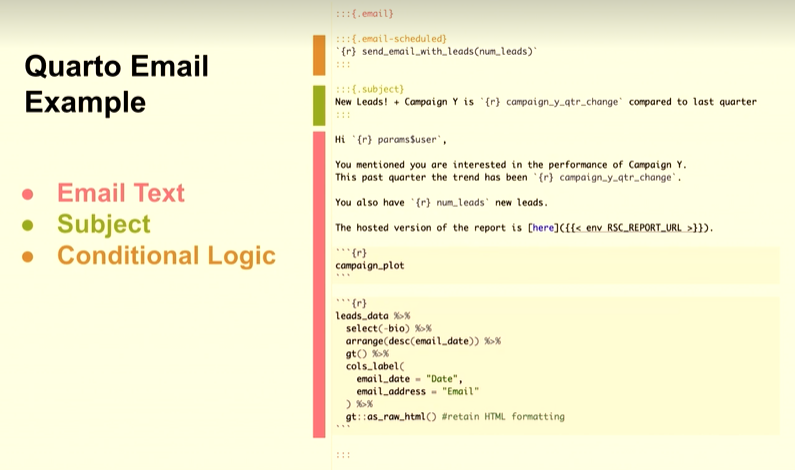 Quarto Email
Example
● Email Text
● Subject
● Conditional Logic
:::{.email}
:::{.email-scheduled}
`{r} send_email_with_leads(num_leads)`
:::
:::{.subject}
New Leads! + Campaign Y is `{r} campaign_y_qtr_change` compared to last quarter
:::
Hi `{r} params$user`,
You mentioned you are interested in the performance of Campaign Y.
This past quarter the trend has been `{r} campaign_y_qtr_change`.
You also have `{r} num_leads` new leads.
The hosted version of the report is [here]({{< env RSC_REPORT_URL >}}).
```{r}
campaign_plot
```
```{r}
leads_data %>%
  select(-bio) %>%
  arrange(desc(email_date)) %>%
  gt() %>%
  cols_label(
    email_date = "Date",
    email_address = "Email"
  ) %>%
  gt::as_raw_html() #retain HTML formatting
```
:::